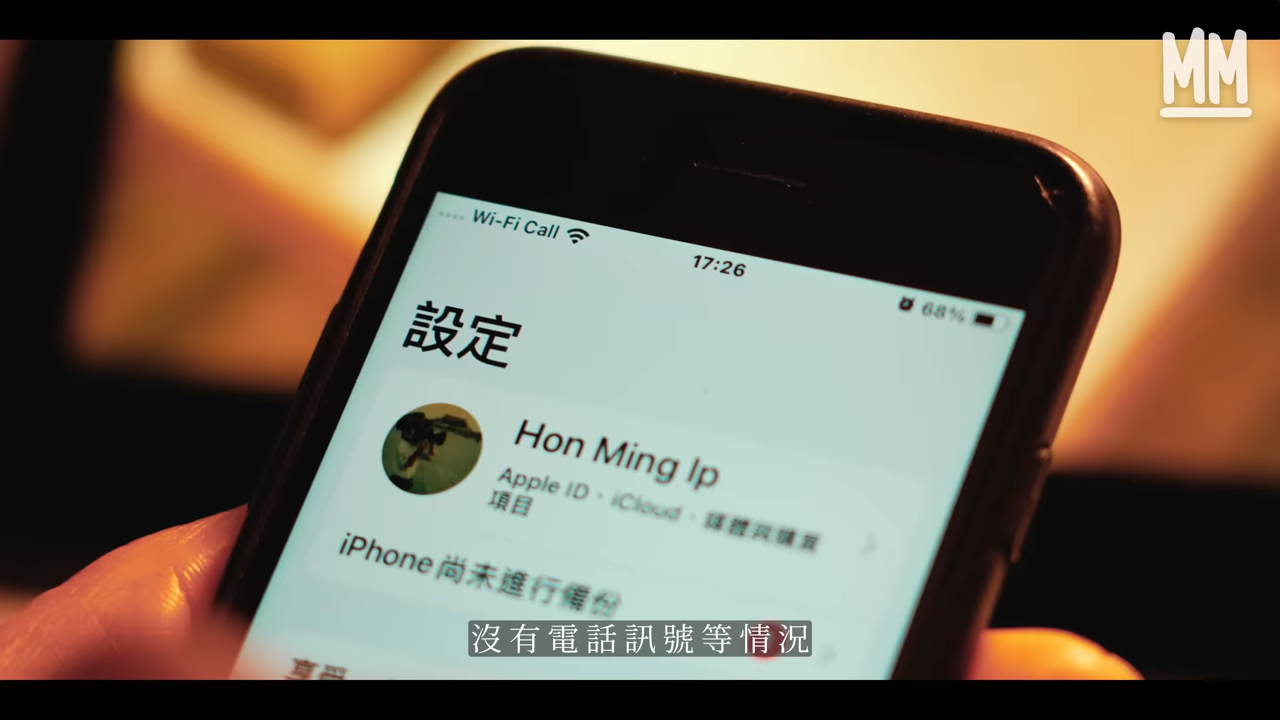 MM
Wi-Fi Call
17:26
68%
設定
Hon Ming Ip
Apple ID、iCloud、媒體與購買
項目
iPhone 尚未進行備份
享受
沒有電話訊號等情況